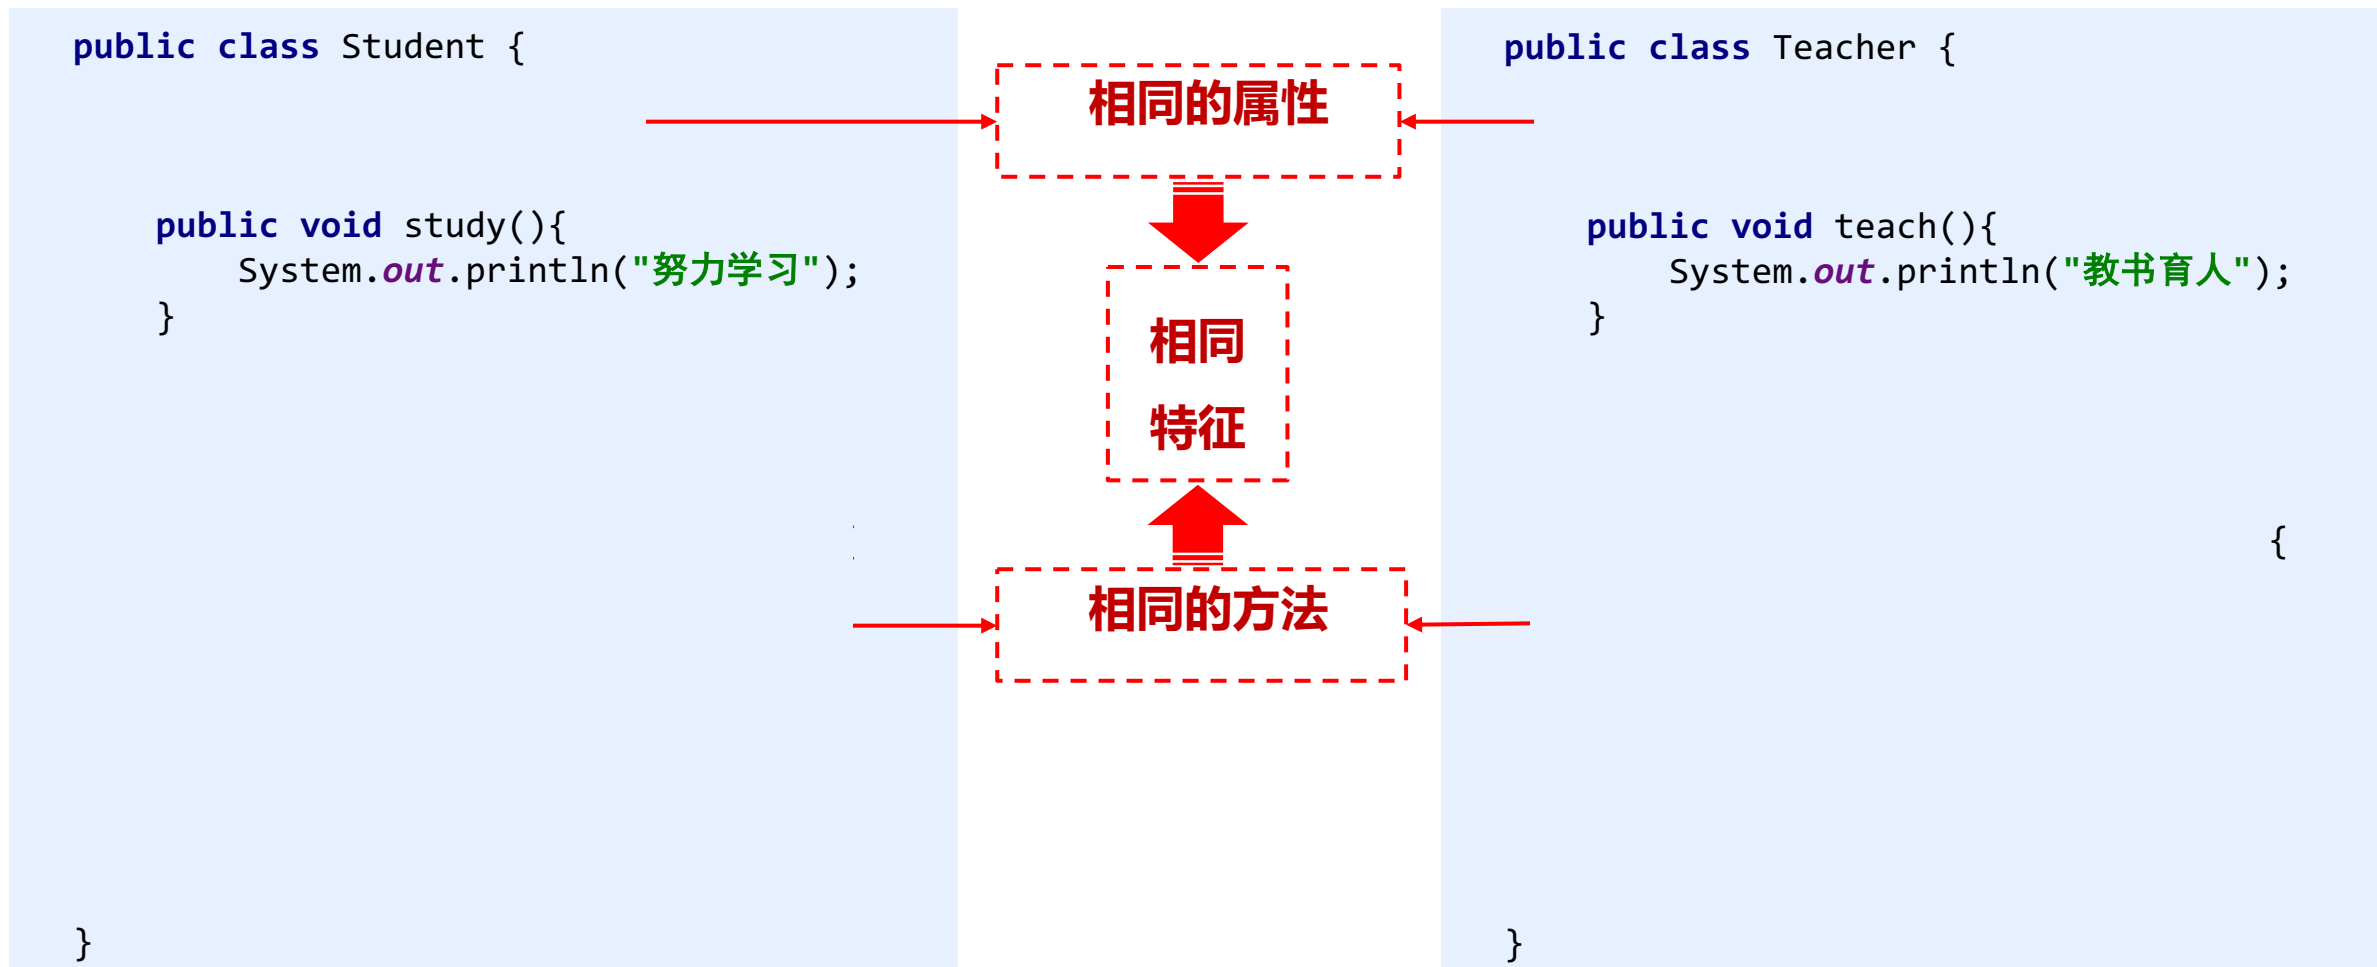 public class Student {
public void study(){
System.out.println("努力学习");
}
}
相同的属性
相同
特征
相同的方法
public class Teacher {
public void teach(){
System.out.println("教书育人");
}
{
}